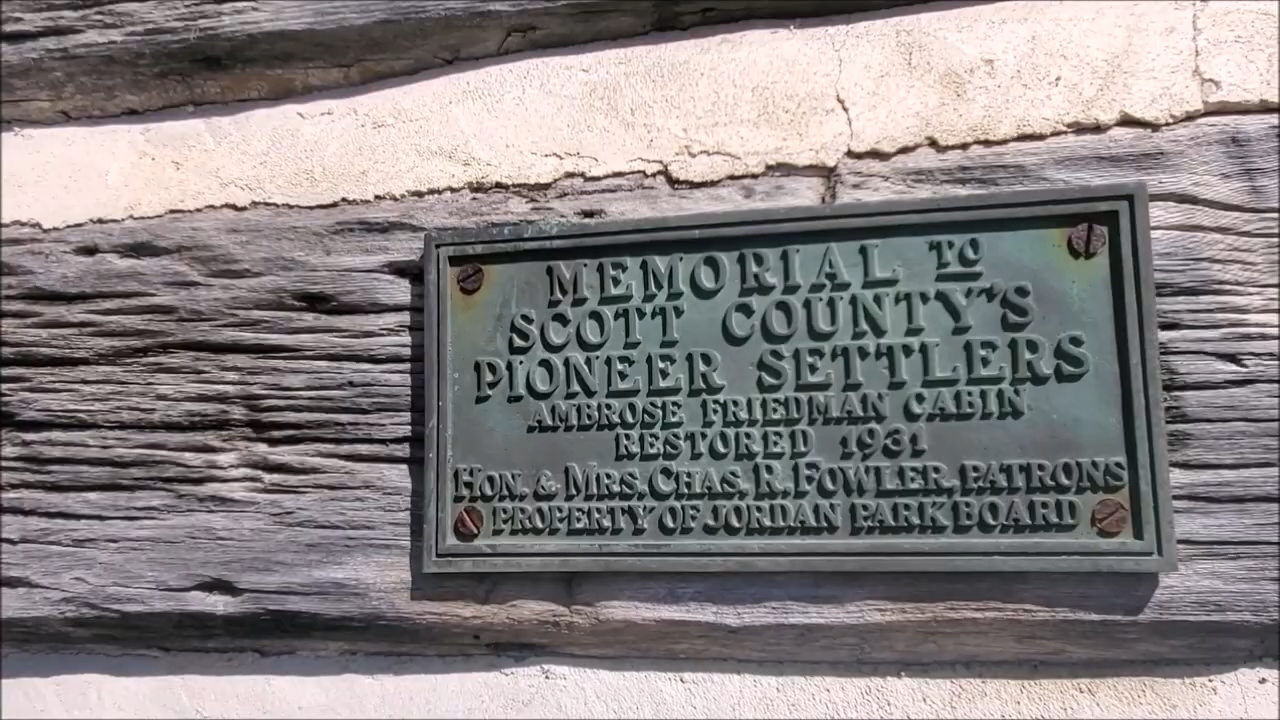 MEMORIAL TO
SCOTT COUNTY'S
PIONEER SETTLERS
AMBROSE FRIEDMAN CABIN
RESTORED 1931
HON. & MRS. CHAS. R. FOWLER, PATRONS
PROPERTY OF JORDAN PARK BOARD